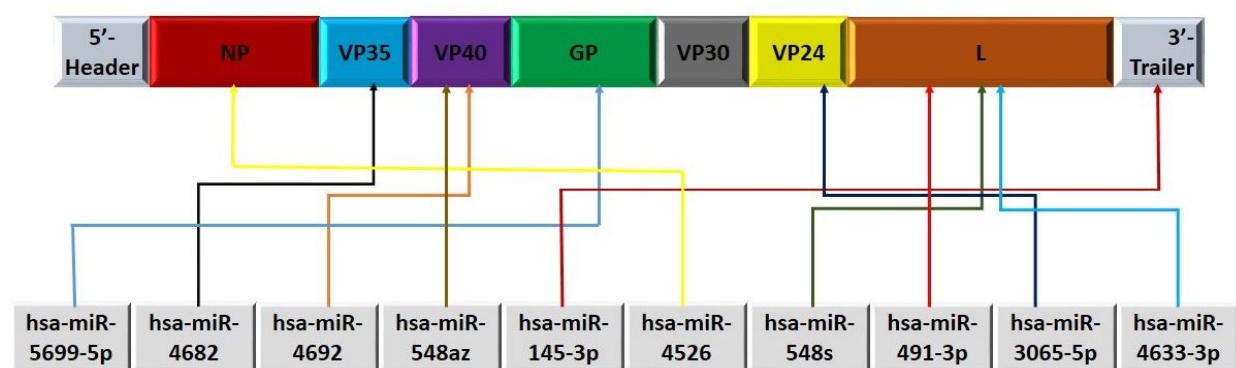 5’-
Header
NP
VP35
VP40
GP
VP30
VP24
L
3’-
Trailer
hsa-miR-
5699-5p
hsa-miR-
4682
hsa-miR-
4692
hsa-miR-
548az
hsa-miR-
145-3p
hsa-miR-
4526
hsa-miR-
548s
hsa-miR-
491-3p
hsa-miR-
3065-5p
hsa-miR-
4633-3p